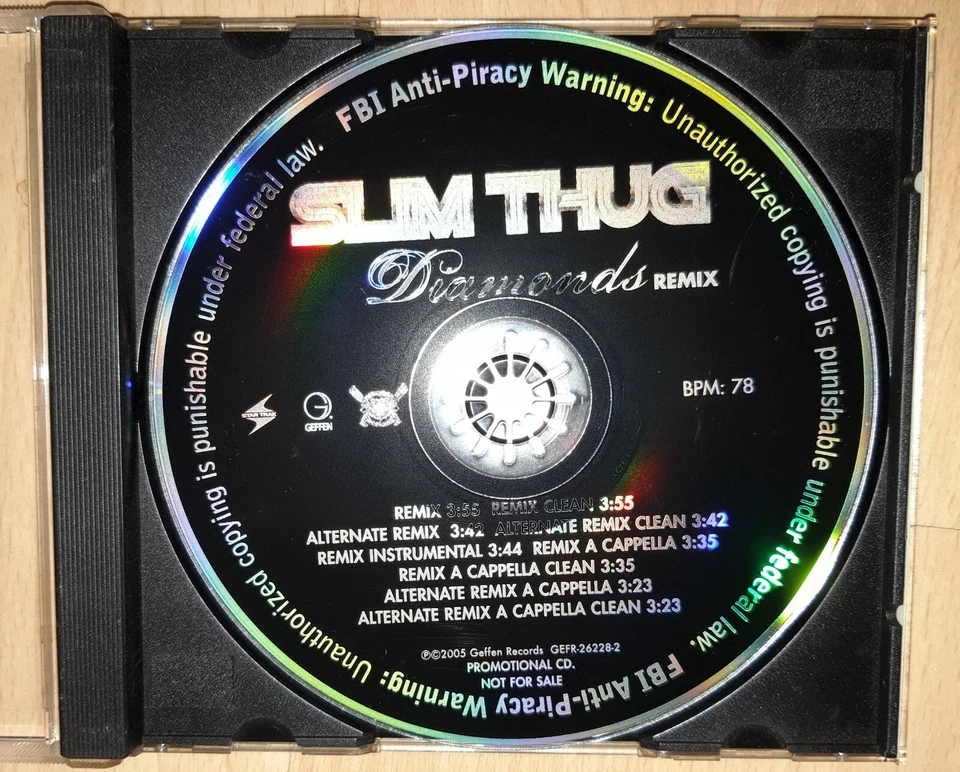 FBI Anti-Piracy Warning: Unauthorized copying is punishable under federal law.
FBI Anti-Piracy Warning: Unauthorized copying is punishable under federal law.
SLIM THUG
Diamonds REMIX
BPM: 78
STAR TRAK
G
GEFFEN
REMIX 3:55 REMIX CLEAN 3:55
ALTERNATE REMIX 3:42 ALTERNATE REMIX CLEAN 3:42
REMIX INSTRUMENTAL 3:44 REMIX A CAPPELLA 3:35
REMIX A CAPPELLA CLEAN 3:35
ALTERNATE REMIX A CAPPELLA 3:23
ALTERNATE REMIX A CAPPELLA CLEAN 3:23
℗©2005 Geffen Records GEFR-26228-2
PROMOTIONAL CD.
NOT FOR SALE